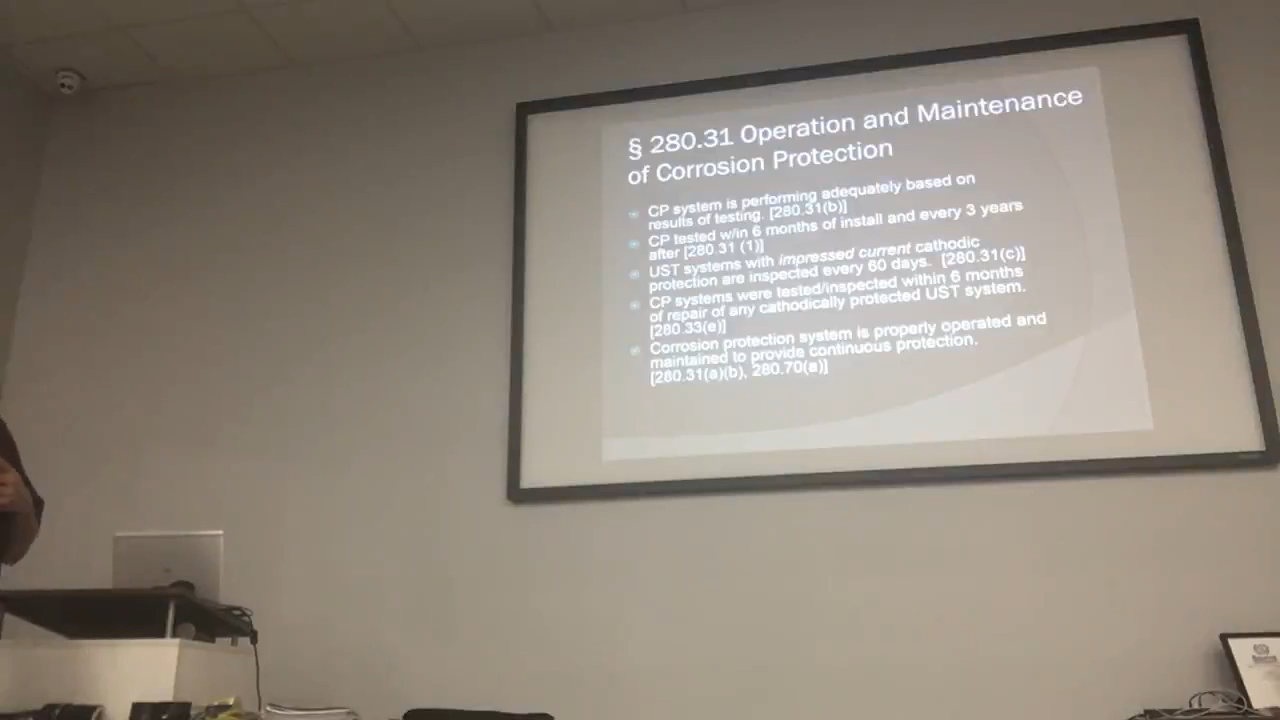 § 280.31 Operation and Maintenance
of Corrosion Protection
CP system is performing adequately based on
results of testing. [280.31(b)]
CP tested w/in 6 months of install and every 3 years
after [280.31 (1)]
UST systems with impressed current cathodic
protection are inspected every 60 days. [280.31(c)]
CP systems were tested/inspected within 6 months
of repair of any cathodically protected UST system.
[280.33(e)]
Corrosion protection system is properly operated and
maintained to provide continuous protection.
[280.31(a)(b), 280.70(a)]